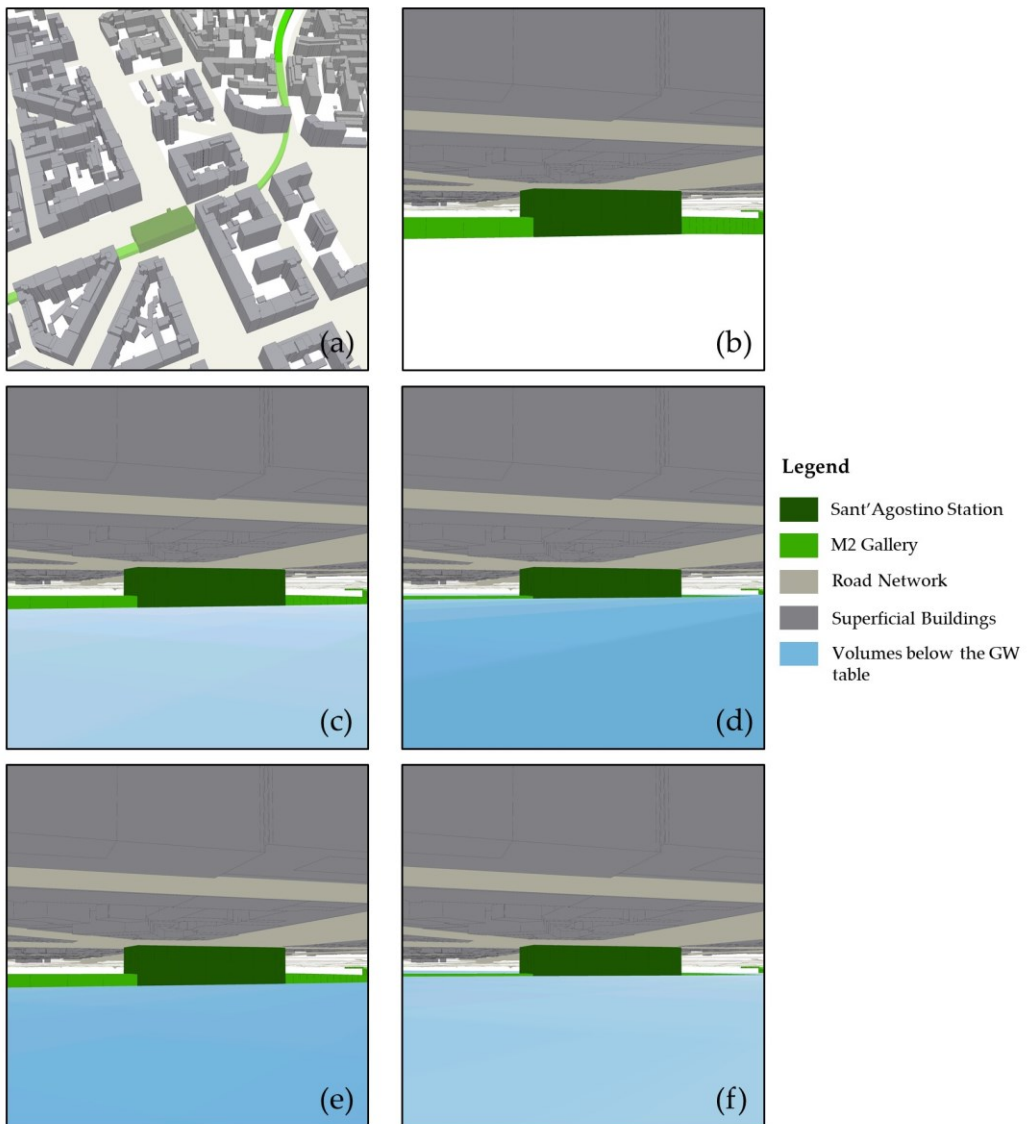 (a)
(b)
(c)
(d)
Legend
Sant'Agostino Station
M2 Gallery
Road Network
Superficial Buildings
Volumes below the GW
table
(e)
(f)